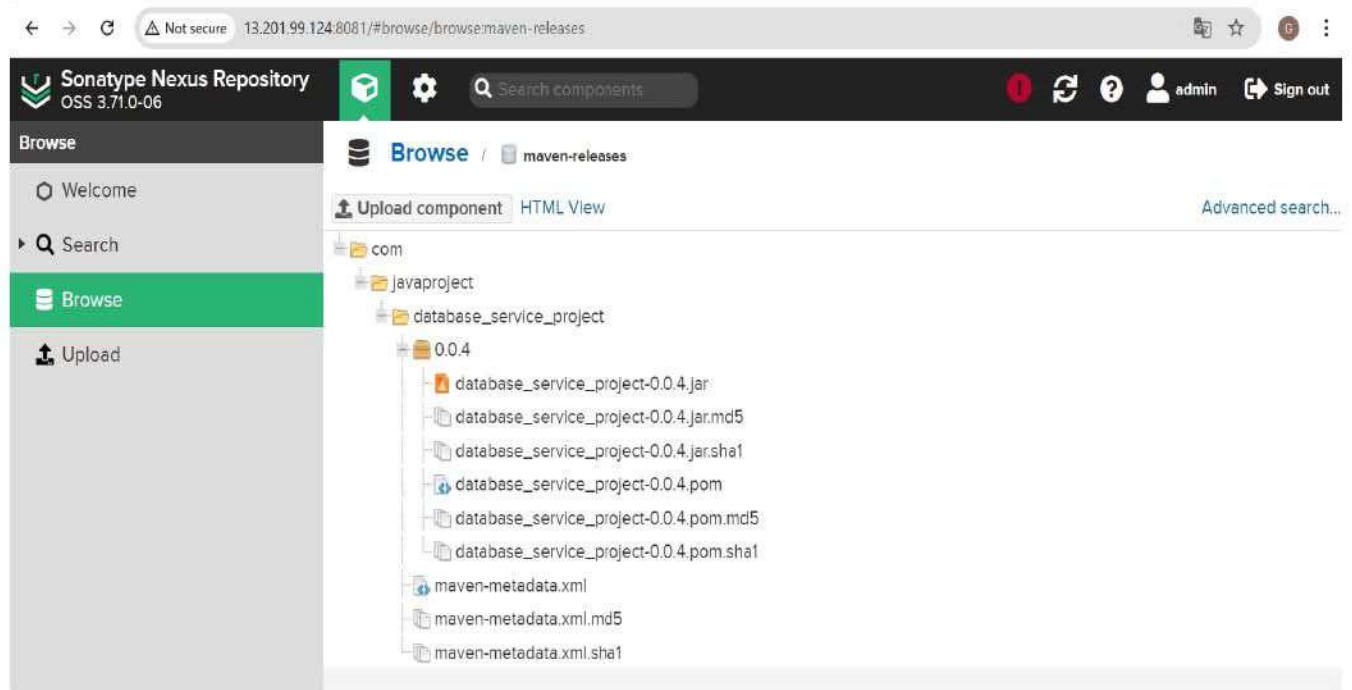 Not secure 13.201.99.124:8081/#browse/browse:maven-releases G
Sonatype Nexus Repository
OSS 3.71.0-06
Search components
admin Sign out
Browse
Browse / maven-releases
Welcome
Upload component HTML View Advanced search...
Search
com
javaproject
Browse
database_service_project
0.0.4
Upload
database_service_project-0.0.4.jar
database_service_project-0.0.4.jar.md5
database_service_project-0.0.4.jar.sha1
database_service_project-0.0.4.pom
database_service_project-0.0.4.pom.md5
database_service_project-0.0.4.pom.sha1
maven-metadata.xml
maven-metadata.xml.md5
maven-metadata.xml.sha1